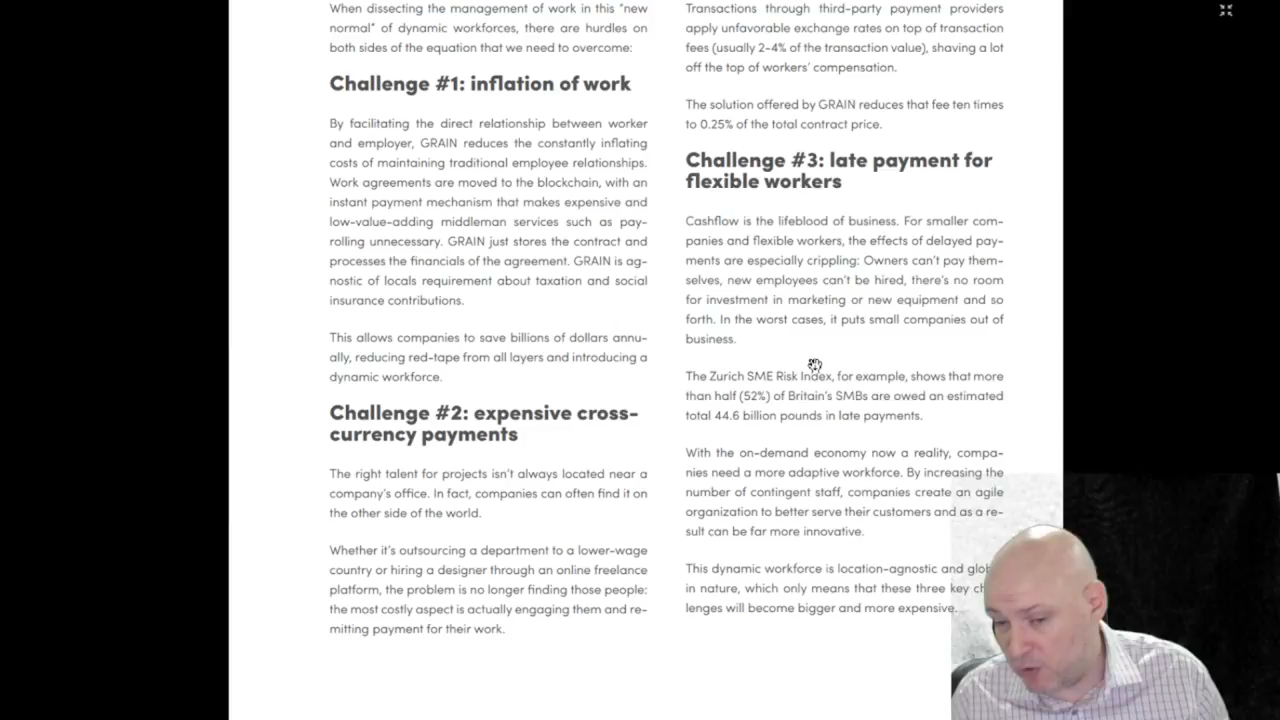 When dissecting the management of work in this "new
normal" of dynamic workforces, there are hurdles on
both sides of the equation that we need to overcome:
Challenge #1: inflation of work
By facilitating the direct relationship between worker
and employer, GRAIN reduces the constantly inflating
costs of maintaining traditional employee relationships.
Work agreements are moved to the blockchain, with an
instant payment mechanism that makes expensive and
low-value-adding middleman services such as pay-
rolling unnecessary. GRAIN just stores the contract and
processes the financials of the agreement. GRAIN is ag-
nostic of locals requirement about taxation and social
insurance contributions.
This allows companies to save billions of dollars annu-
ally, reducing red-tape from all layers and introducing a
dynamic workforce.
Challenge #2: expensive cross-
currency payments
The right talent for projects isn't always located near a
company's office. In fact, companies can often find it on
the other side of the world.
Whether it's outsourcing a department to a lower-wage
country or hiring a designer through an online freelance
platform, the problem is no longer finding those people:
the most costly aspect is actually engaging them and re-
mitting payment for their work.
Transactions through third-party payment providers
apply unfavorable exchange rates on top of transaction
fees (usually 2-4% of the transaction value), shaving a lot
off the top of workers' compensation.
The solution offered by GRAIN reduces that fee ten times
to 0.25% of the total contract price.
Challenge #3: late payment for
flexible workers
Cashflow is the lifeblood of business. For smaller com-
panies and flexible workers, the effects of delayed pay-
ments are especially crippling: Owners can't pay them-
selves, new employees can't be hired, there's no room
for investment in marketing or new equipment and so
forth. In the worst cases, it puts small companies out of
business.
The Zurich SME Risk Index, for example, shows that more
than half (52%) of Britain's SMBs are owed an estimated
total 44.6 billion pounds in late payments.
With the on-demand economy now a reality, compa-
nies need a more adaptive workforce. By increasing the
number of contingent staff, companies create an agile
organization to better serve their customers and as a re-
sult can be far more innovative.
This dynamic workforce is location-agnostic and
in nature, which only means that these three key
lenges will become bigger and more expensive.